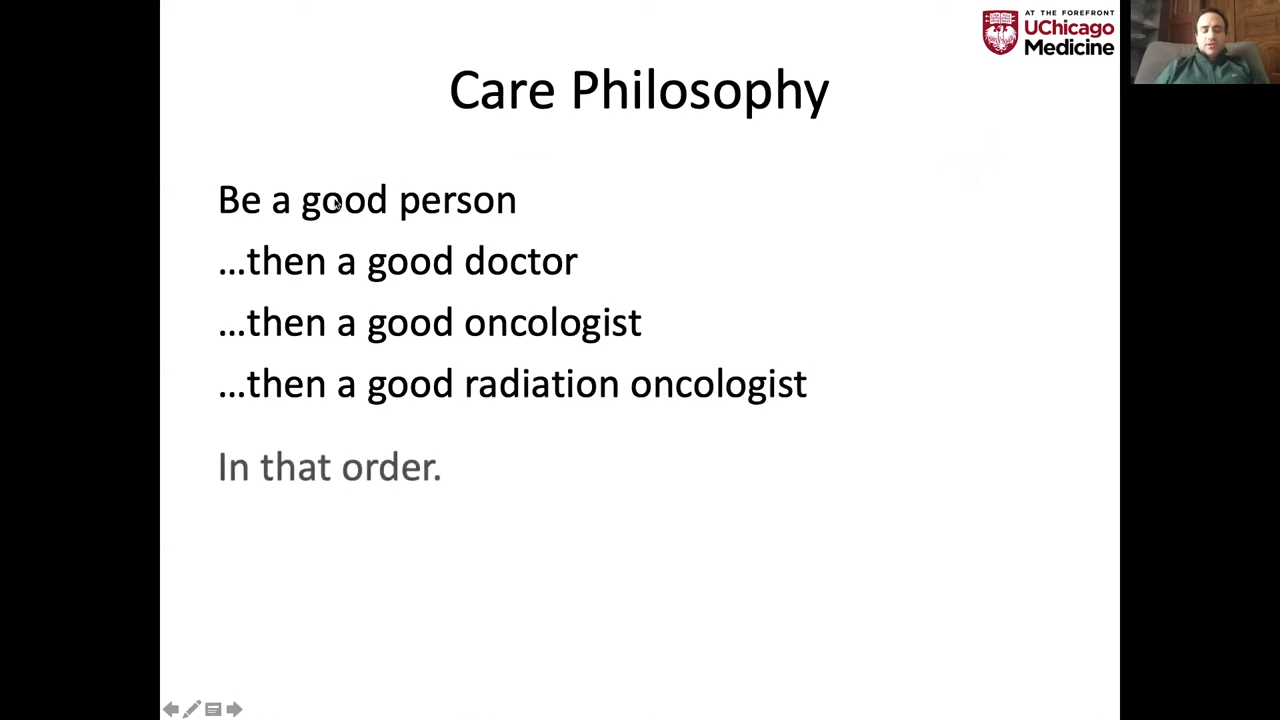 AT THE FOREFRONT
UChicago
Medicine
Care Philosophy
Be a good person
...then a good doctor
...then a good oncologist
...then a good radiation oncologist
In that order.